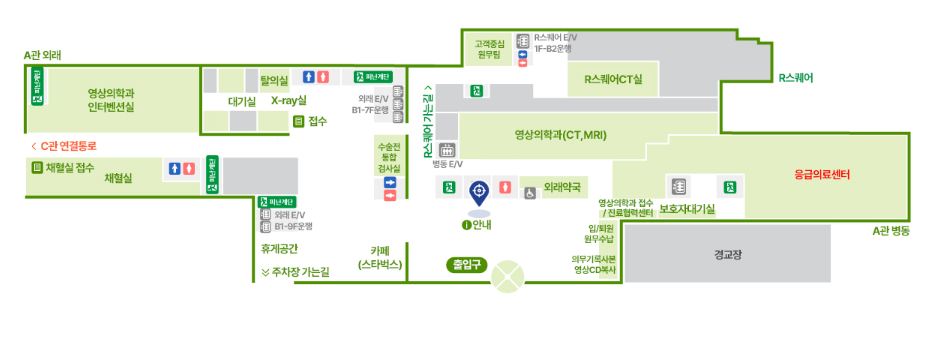 A관 외래
피난계단
영상의학과
인터벤션실
탈의실
대기실
X-ray실
접수
피난계단
외래 E/V
B1-7F운행
고객중심
원무팀
R스퀘어 E/V
1F-B2운행
R스퀘어CT실
R스퀘어
R스퀘어 가는길 >
영상의학과(CT,MRI)
병동 E/V
< C관 연결통로
채혈실 접수
채혈실
피난계단
수술전
통합
검사실
외래약국
응급의료센터
피난계단
외래 E/V
B1-9F운행
안내
영상의학과 접수
/ 진료협력센터
보호자대기실
A관 병동
입/퇴원
원무수납
휴게공간
카페
(스타벅스)
주차장 가는길
출입구
의무기록사본
영상CD복사
경교장